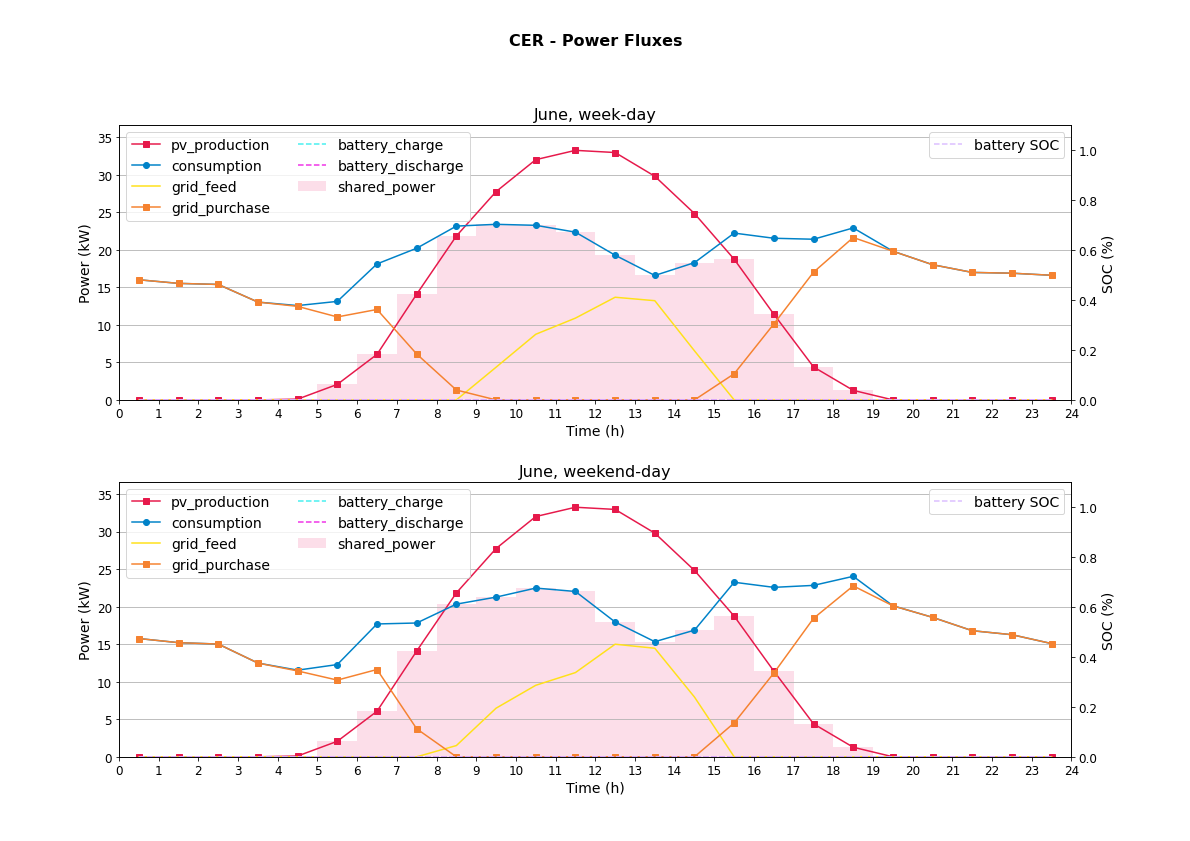 CER - Power Fluxes
June, week-day
pv_production
consumption
grid_feed
grid_purchase
battery_charge
battery_discharge
shared_power
battery SOC
Power (kW)
35
30
25
20
15
10
5
0
1.0
0.8
0.6
0.4
0.2
0.0
SOC (%)
0 1 2 3 4 5 6 7 8 9 10 11 12 13 14 15 16 17 18 19 20 21 22 23 24
Time (h)
June, weekend-day
pv_production
consumption
grid_feed
grid_purchase
battery_charge
battery_discharge
shared_power
battery SOC
Power (kW)
35
30
25
20
15
10
5
0
1.0
0.8
0.6
0.4
0.2
0.0
SOC (%)
0 1 2 3 4 5 6 7 8 9 10 11 12 13 14 15 16 17 18 19 20 21 22 23 24
Time (h)